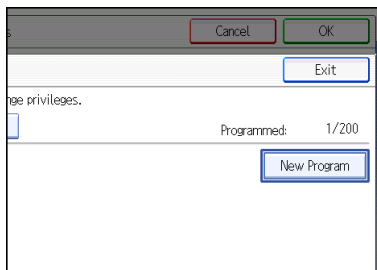 s Cancel OK
Exit
nge privileges.
Programmed: 1/200
New Program